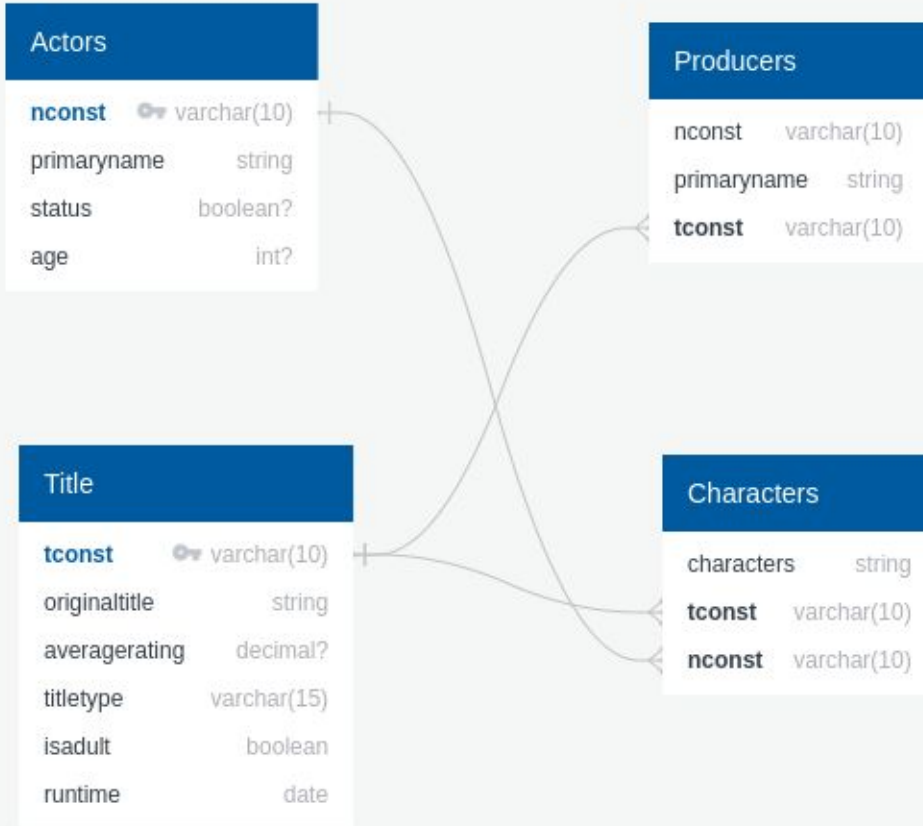 Actors
nconst varchar(10)
primaryname string
status boolean?
age int?
Producers
nconst varchar(10)
primaryname string
tconst varchar(10)
Title
tconst varchar(10)
originaltitle string
averagerating decimal?
titletype varchar(15)
isadult boolean
runtime date
Characters
characters string
tconst varchar(10)
nconst varchar(10)